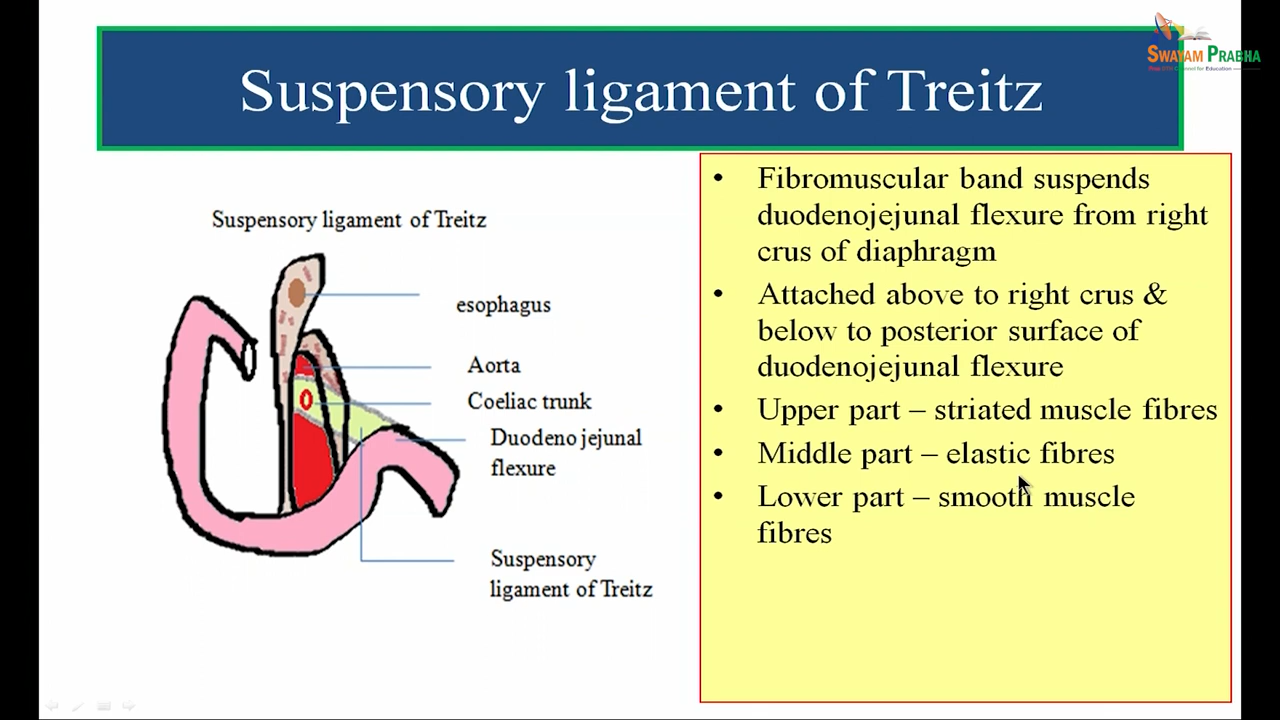 SWAYAM PRABHA
Suspensory ligament of Treitz
Suspensory ligament of Treitz
esophagus
Aorta
Coeliac trunk
Duodeno jejunal
flexure
Suspensory
ligament of Treitz
• Fibromuscular band suspends
duodenojejunal flexure from right
crus of diaphragm
• Attached above to right crus &
below to posterior surface of
duodenojejunal flexure
• Upper part – striated muscle fibres
• Middle part – elastic fibres
• Lower part – smooth muscle
fibres